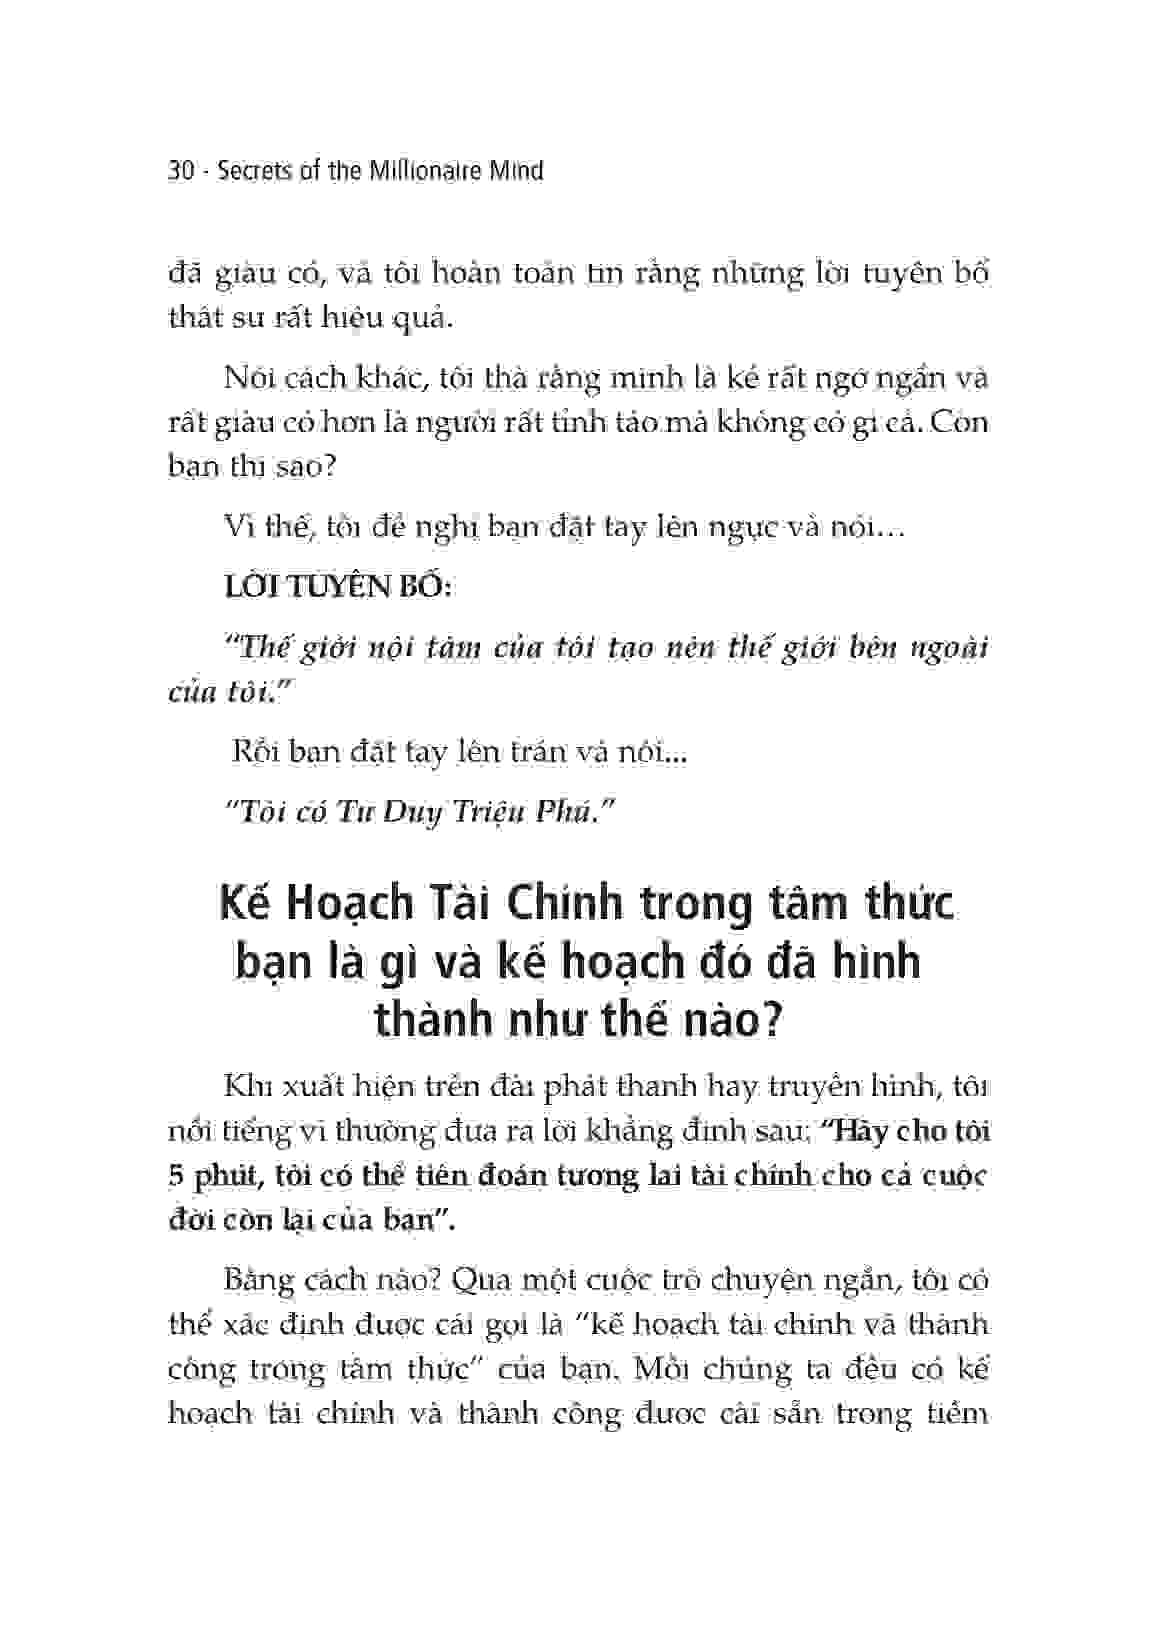 30 - Secrets of the Millionaire Mind
đã giàu có, và tôi hoàn toàn tin rằng những lời tuyên bố
thật sự rất hiệu quả.
Nói cách khác, tôi thà rằng mình là kẻ rất ngớ ngẩn và
rất giàu có hơn là người rất tỉnh táo mà không có gì cả. Còn
bạn thì sao?
Vì thế, tôi đề nghị bạn đặt tay lên ngực và nói...
LỜI TUYÊN BỐ:
“Thế giới nội tâm của tôi tạo nên thế giới bên ngoài
của tôi.”
Rồi bạn đặt tay lên trán và nói...
“Tôi có Tư Duy Triệu Phú.”
Kế Hoạch Tài Chính trong tâm thức
bạn là gì và kế hoạch đó đã hình
thành như thế nào?
Khi xuất hiện trên đài phát thanh hay truyền hình, tôi
nổi tiếng vì thường đưa ra lời khẳng định sau: “Hãy cho tôi
5 phút, tôi có thể tiên đoán tương lai tài chính cho cả cuộc
đời còn lại của bạn”.
Bằng cách nào? Qua một cuộc trò chuyện ngắn, tôi có
thể xác định được cái gọi là “kế hoạch tài chính và thành
công trong tâm thức” của bạn. Mỗi chúng ta đều có kế
hoạch tài chính và thành công được cài sẵn trong tiềm